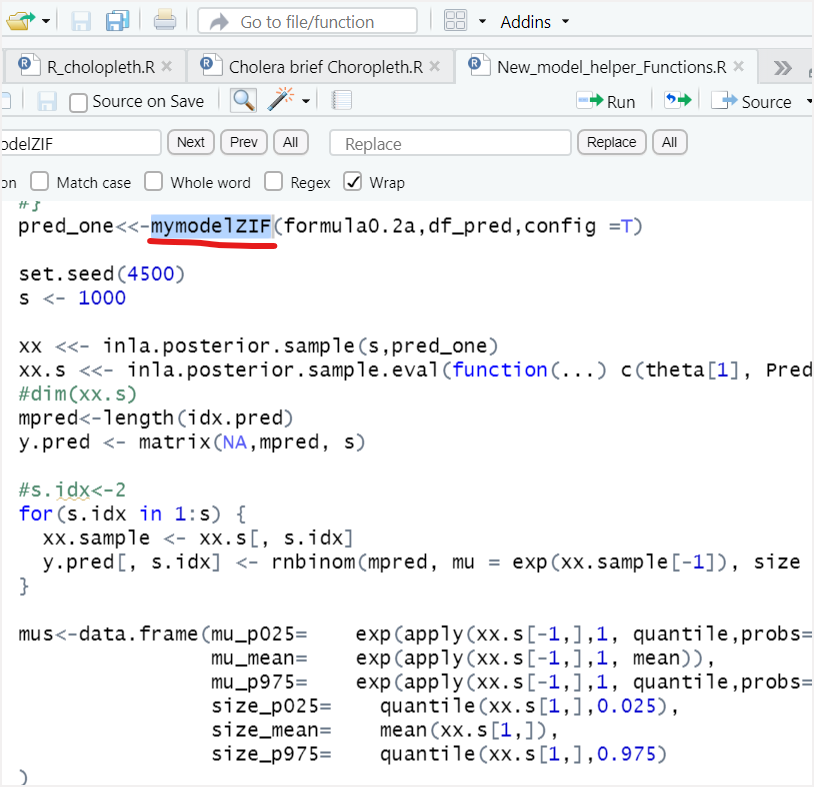 Go to file/function
Addins
R_cholopleth.R
Cholera brief Choropleth.R
New_model_helper_Functions.R
Source on Save
Run
Source
odelZIF
Next
Prev
All
Replace
Replace
All
on
Match case
Whole word
Regex
Wrap
#}
pred_one<<-mymodelZIF(formula0.2a,df_pred,config =T)
set.seed(4500)
s <- 1000
xx <<- inla.posterior.sample(s,pred_one)
xx.s <<- inla.posterior.sample.eval(function(...) c(theta[1], Pred
#dim(xx.s)
mpred<-length(idx.pred)
y.pred <- matrix(NA,mpred, s)
#s.idx<-2
for(s.idx in 1:s) {
xx.sample <- xx.s[, s.idx]
y.pred[, s.idx] <- rnbinom(mpred, mu = exp(xx.sample[-1]), size
}
mus<-data.frame(mu_p025= exp(apply(xx.s[-1,],1, quantile,probs=
mu_mean= exp(apply(xx.s[-1,],1, mean)),
mu_p975= exp(apply(xx.s[-1,],1, quantile,probs=
size_p025= quantile(xx.s[1,],0.025),
size_mean= mean(xx.s[1,]),
size_p975= quantile(xx.s[1,],0.975)
)